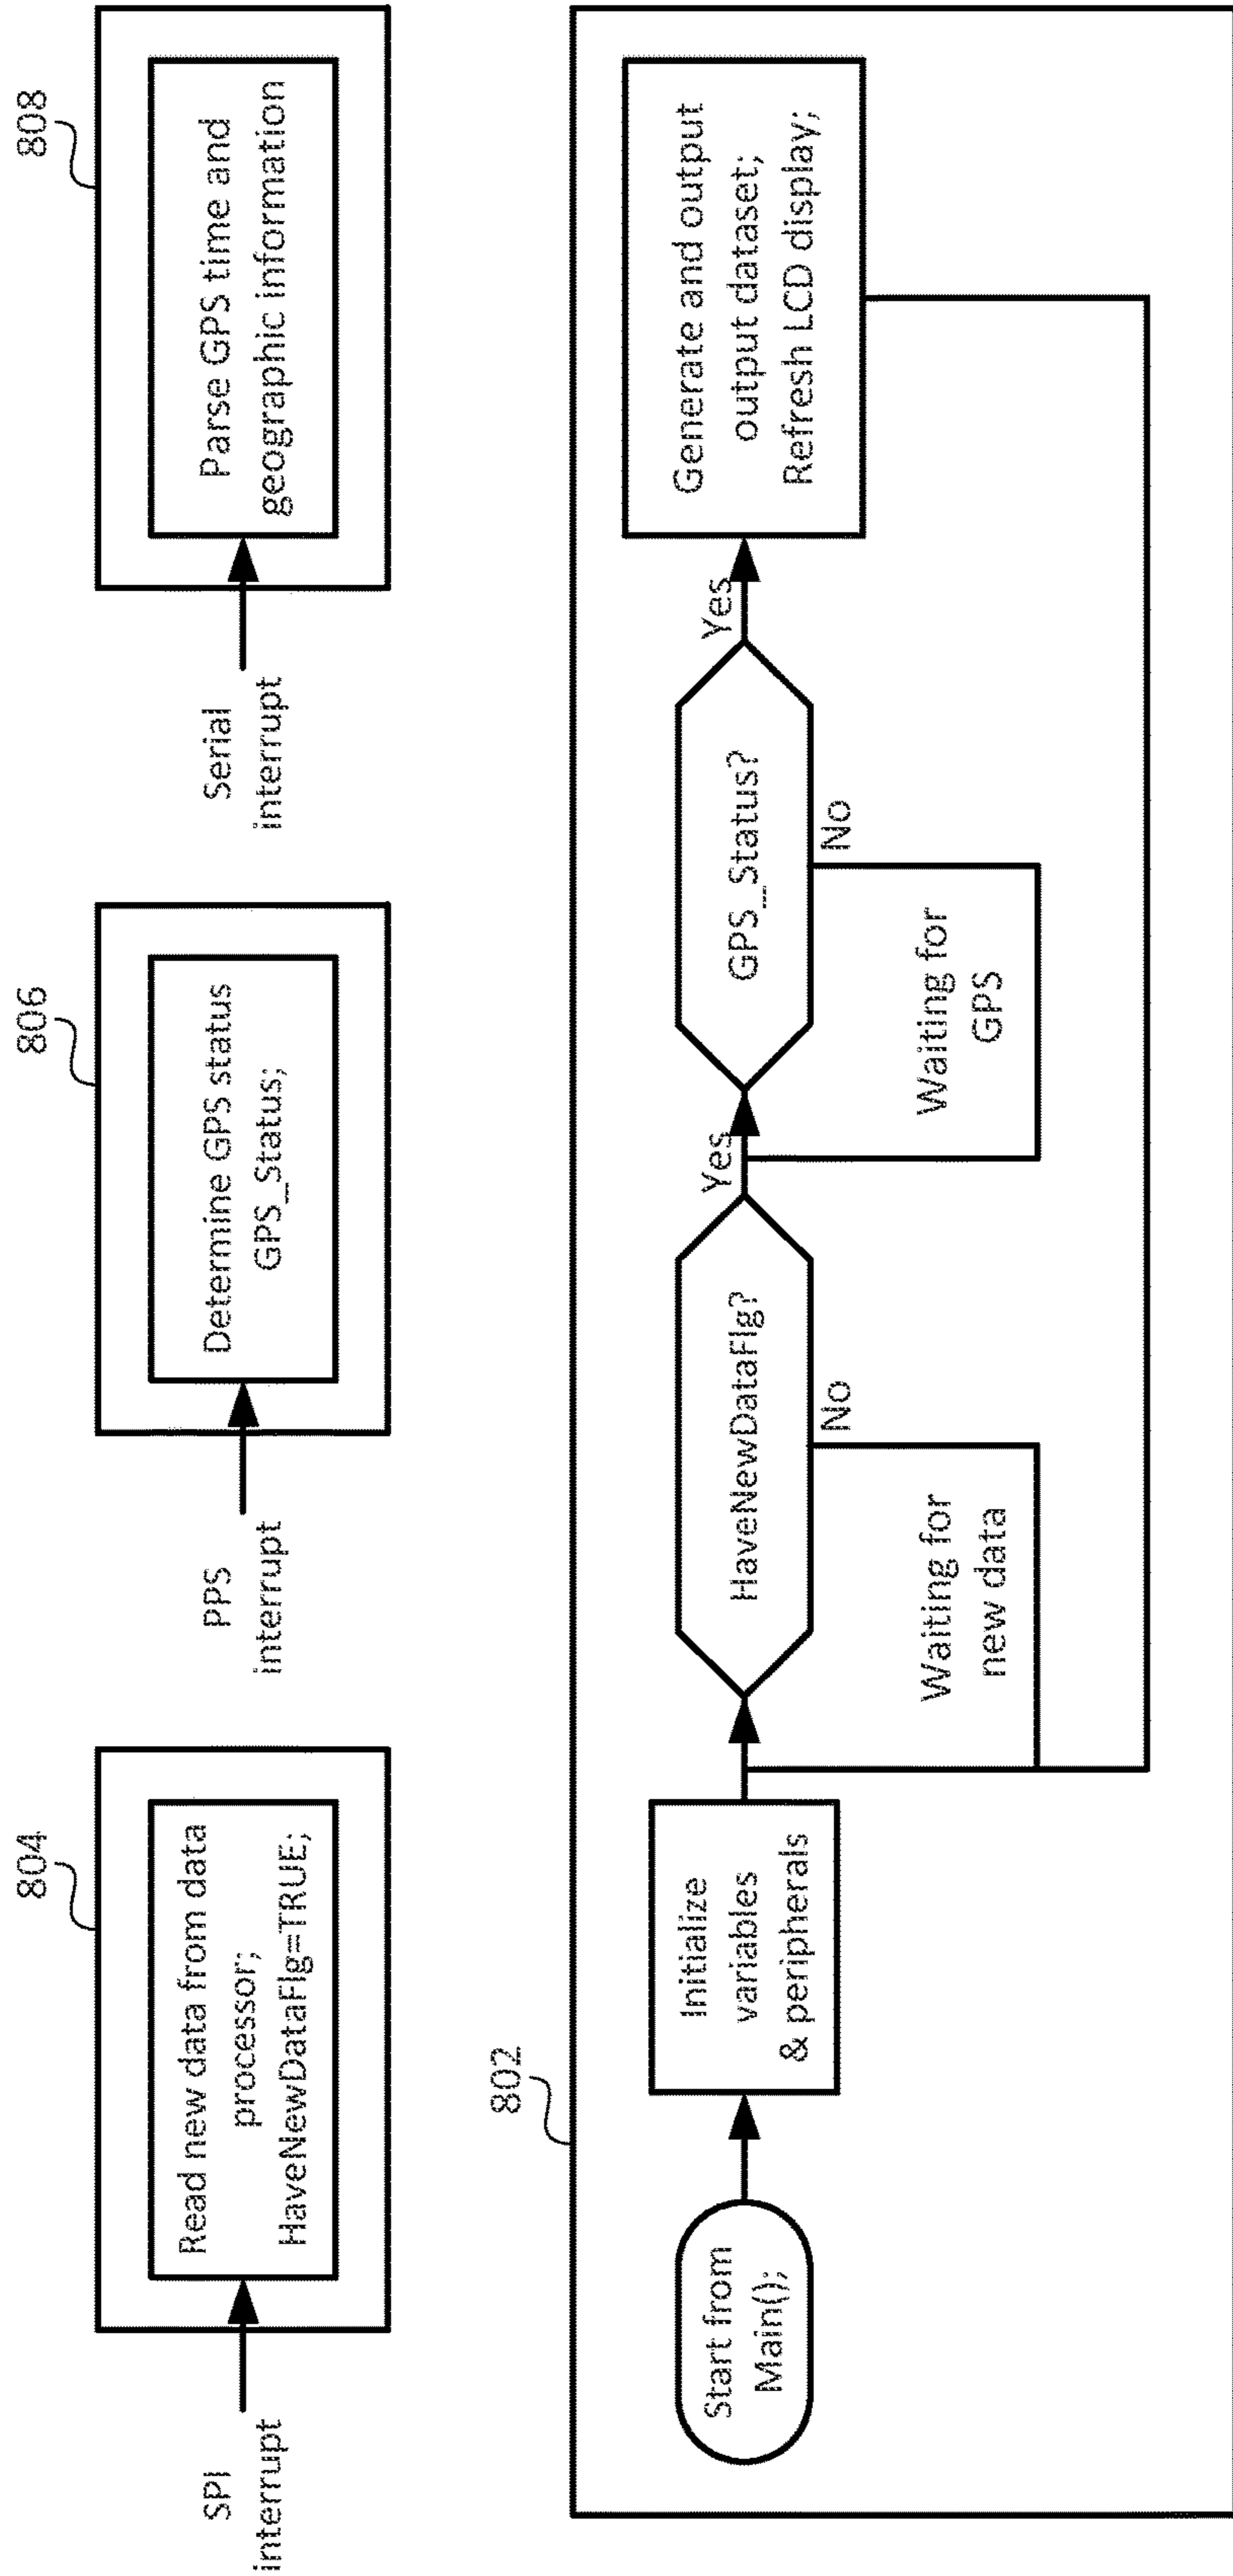 804
SPI
interrupt
Read new data from data
processor;
HaveNewDataFlg=TRUE;
806
PPS
interrupt
Determine GPS status
GPS_Status;
808
Serial
interrupt
Parse GPS time and
geographic information
802
Start from
Main();
Initialize
variables
& peripherals
HaveNewDataFlg?
Yes
No
Waiting for
new data
GPS_Status?
Yes
No
Waiting for
GPS
Generate and output
output dataset;
Refresh LCD display;